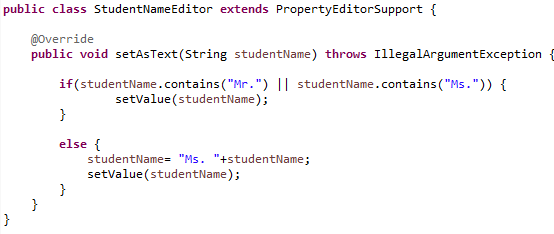 public class StudentNameEditor extends PropertyEditorSupport {
@Override
public void setAsText(String studentName) throws IllegalArgumentException {
if(studentName.contains("Mr.") || studentName.contains("Ms.")) {
setValue(studentName);
}
else {
studentName= "Ms. "+studentName;
setValue(studentName);
}
}
}